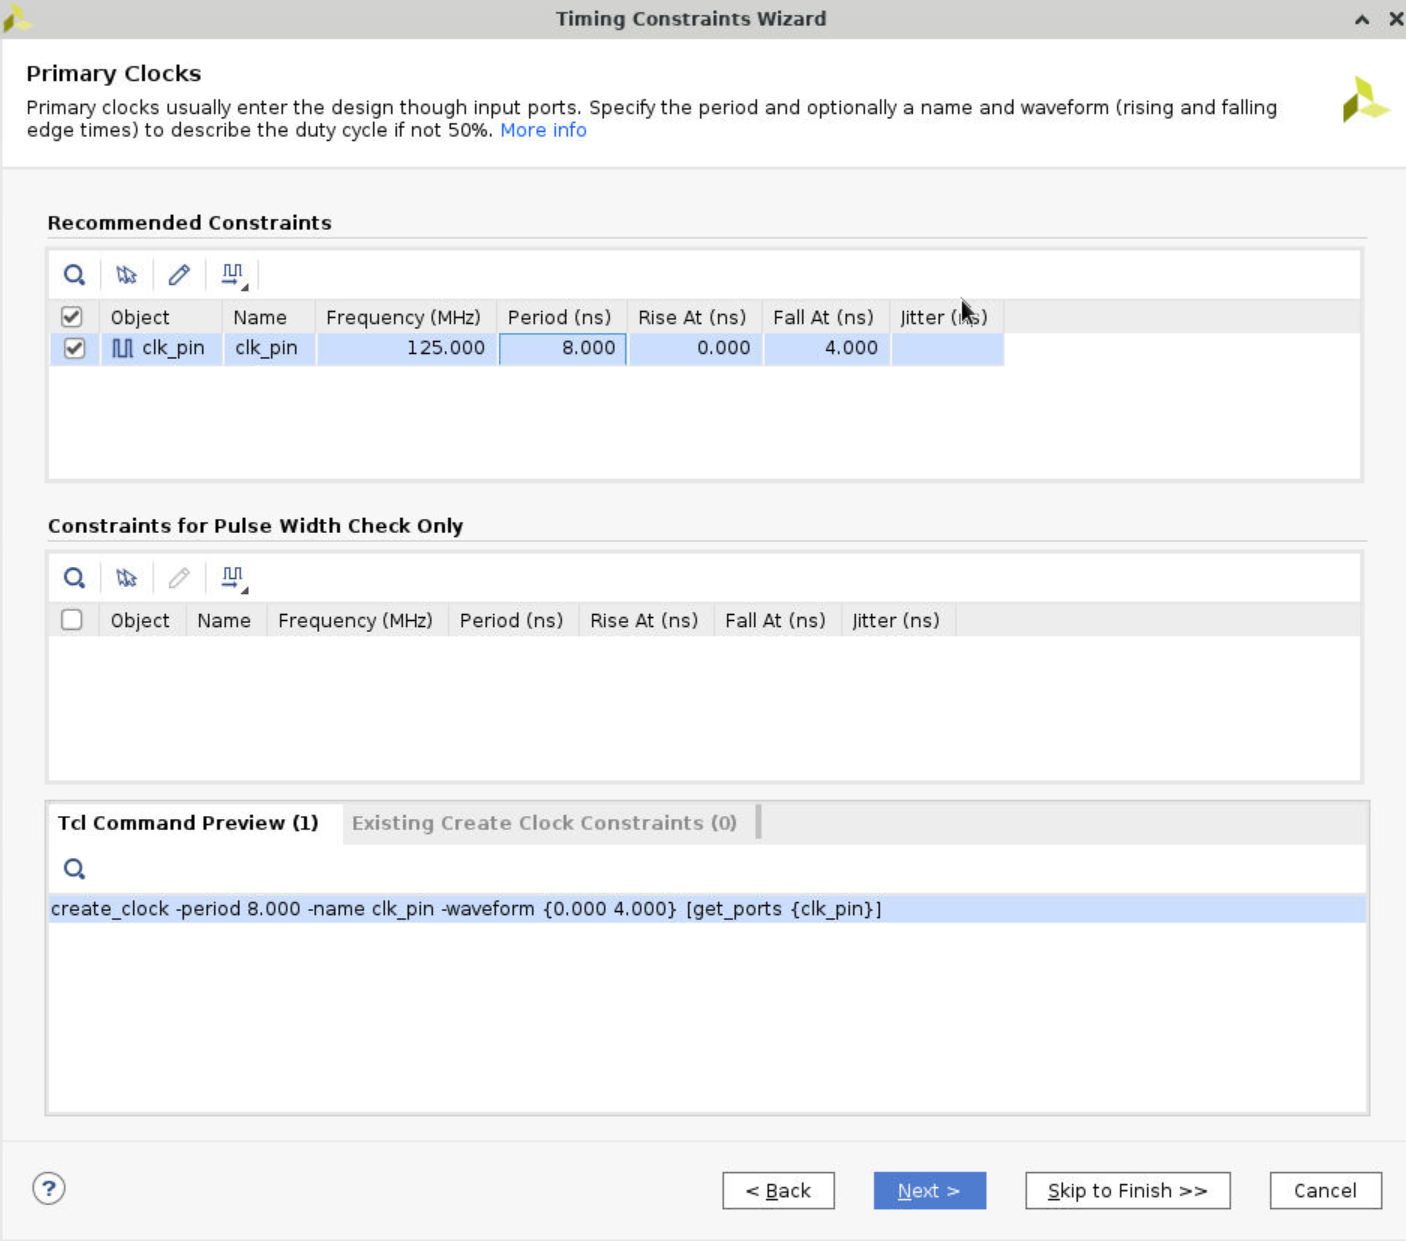 Timing Constraints Wizard
Primary Clocks
Primary clocks usually enter the design though input ports. Specify the period and optionally a name and waveform (rising and falling
edge times) to describe the duty cycle if not 50%. More info
Recommended Constraints
Object Name Frequency (MHz) Period (ns) Rise At (ns) Fall At (ns) Jitter (ns)
clk_pin clk_pin 125.000 8.000 0.000 4.000
Constraints for Pulse Width Check Only
Object Name Frequency (MHz) Period (ns) Rise At (ns) Fall At (ns) Jitter (ns)
Tcl Command Preview (1) Existing Create Clock Constraints (0)
create_clock -period 8.000 -name clk_pin -waveform {0.000 4.000} [get_ports {clk_pin}]
? < Back Next > Skip to Finish >> Cancel